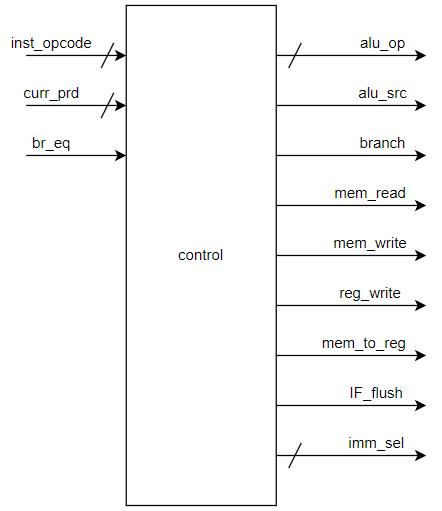 inst_opcode
curr_prd
br_eq
control
alu_op
alu_src
branch
mem_read
mem_write
reg_write
mem_to_reg
IF_flush
imm_sel